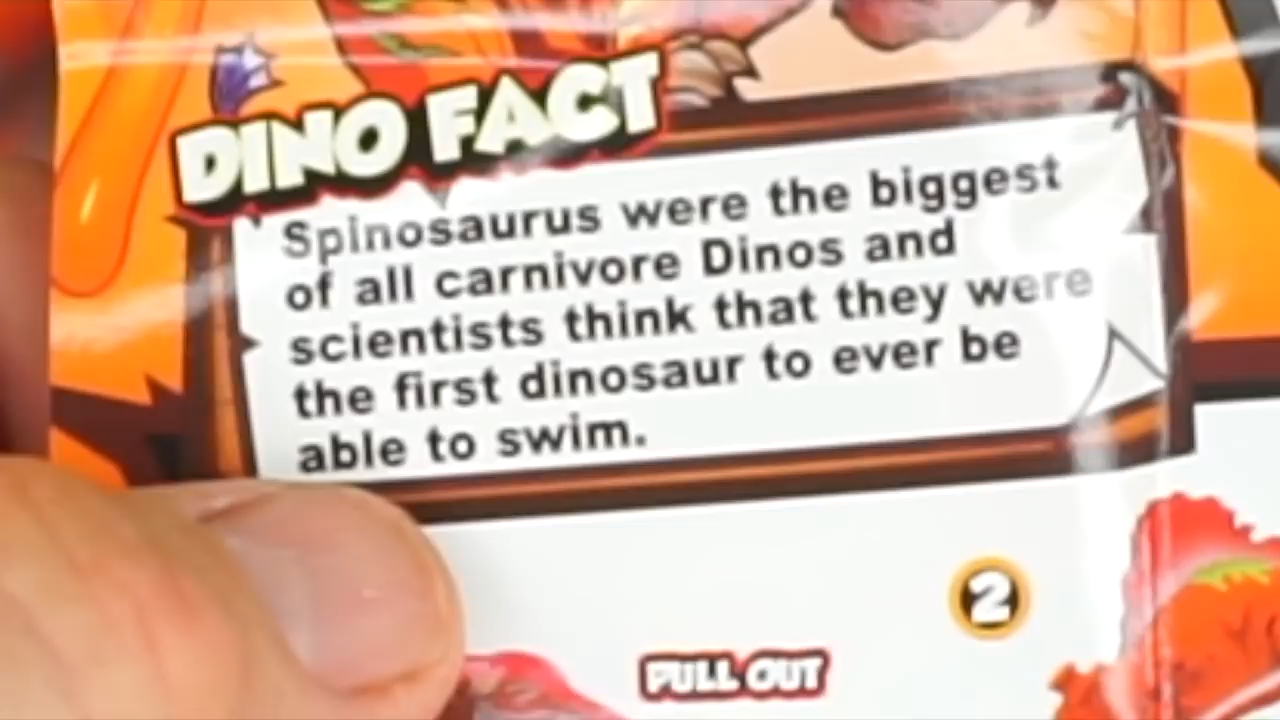 DINO FACT
Spinosaurus were the biggest
of all carnivore Dinos and
scientists think that they were
the first dinosaur to ever be
able to swim.
2
PULL OUT